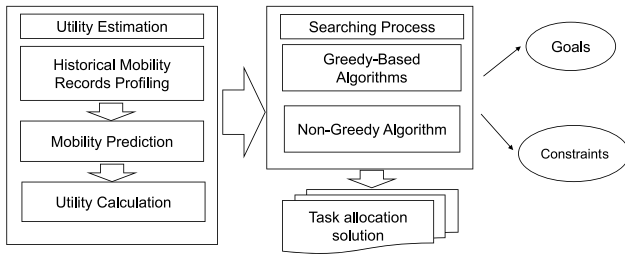 Utility Estimation
Historical Mobility
Records Profiling
Mobility Prediction
Utility Calculation
Searching Process
Greedy-Based
Algorithms
Non-Greedy Algorithm
Task allocation
solution
Goals
Constraints